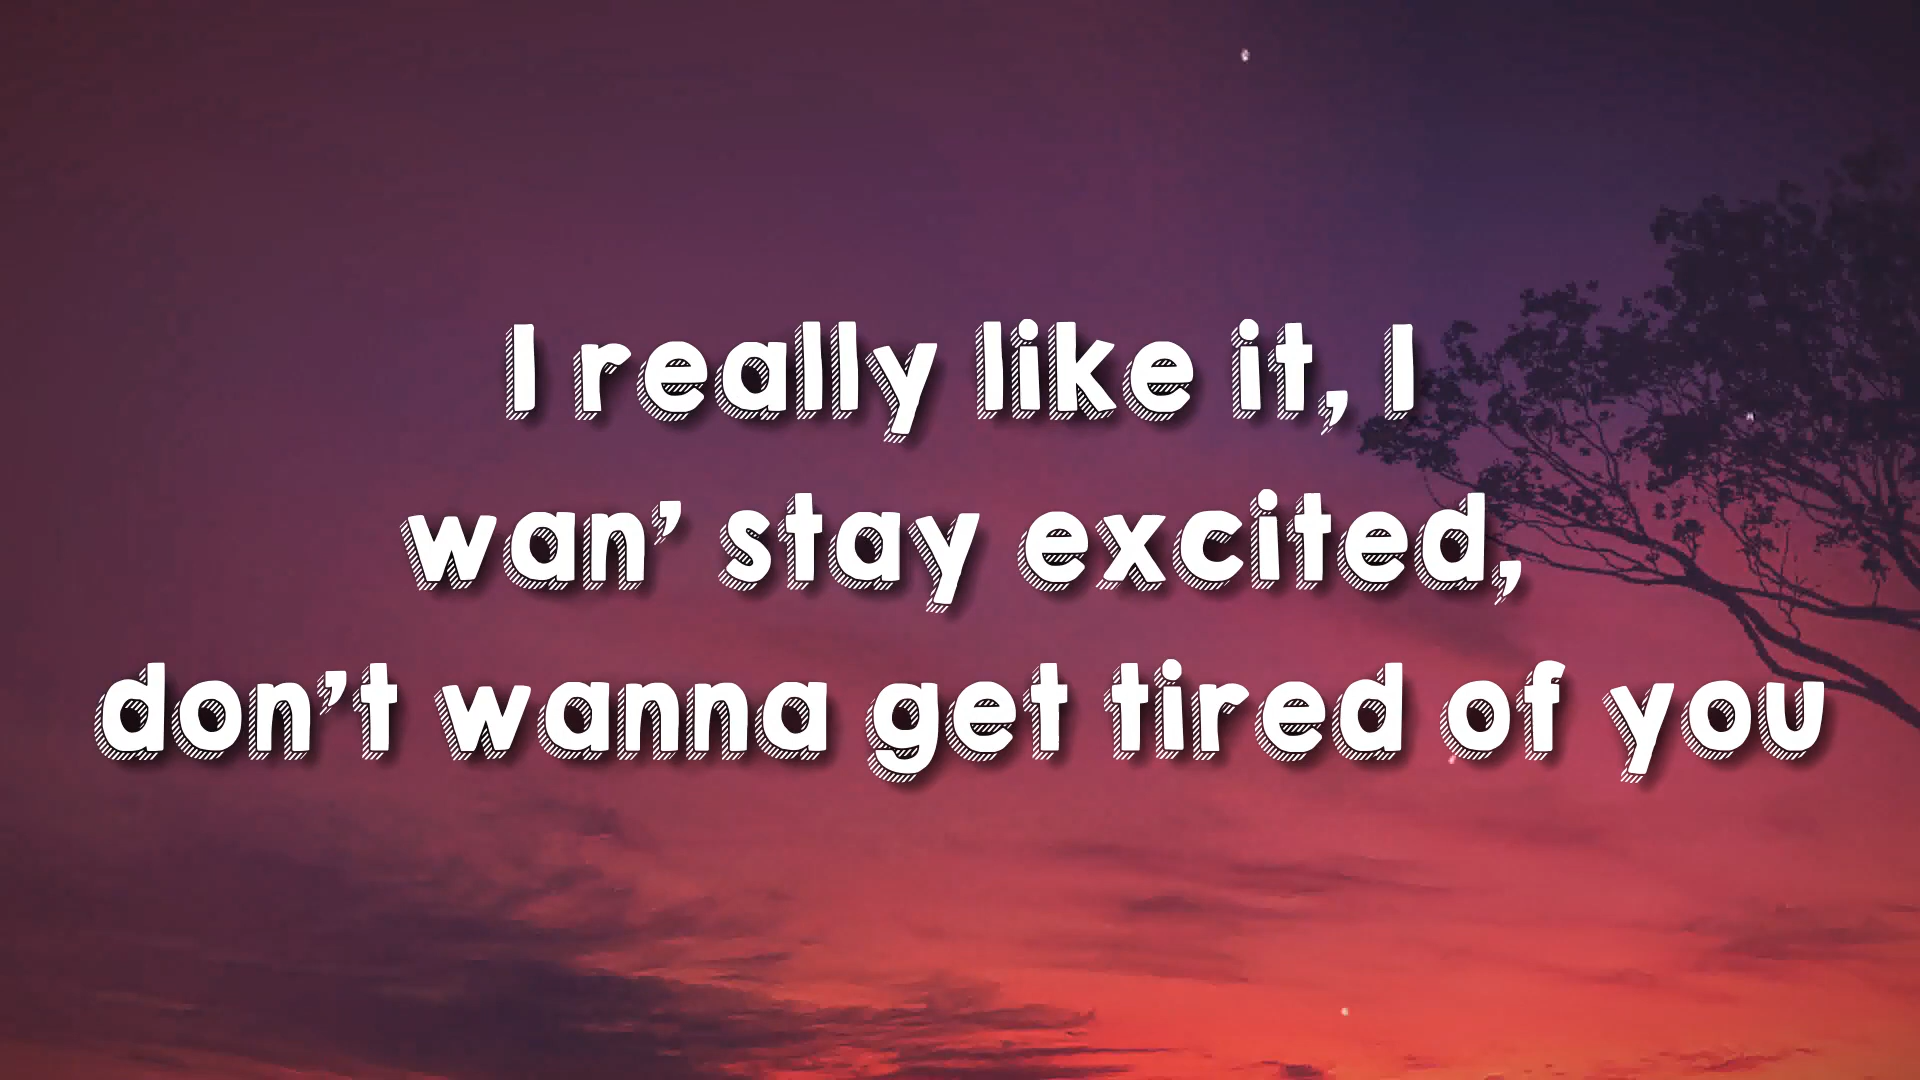 I really like it, I
wan’ stay excited,
don’t wanna get tired of you